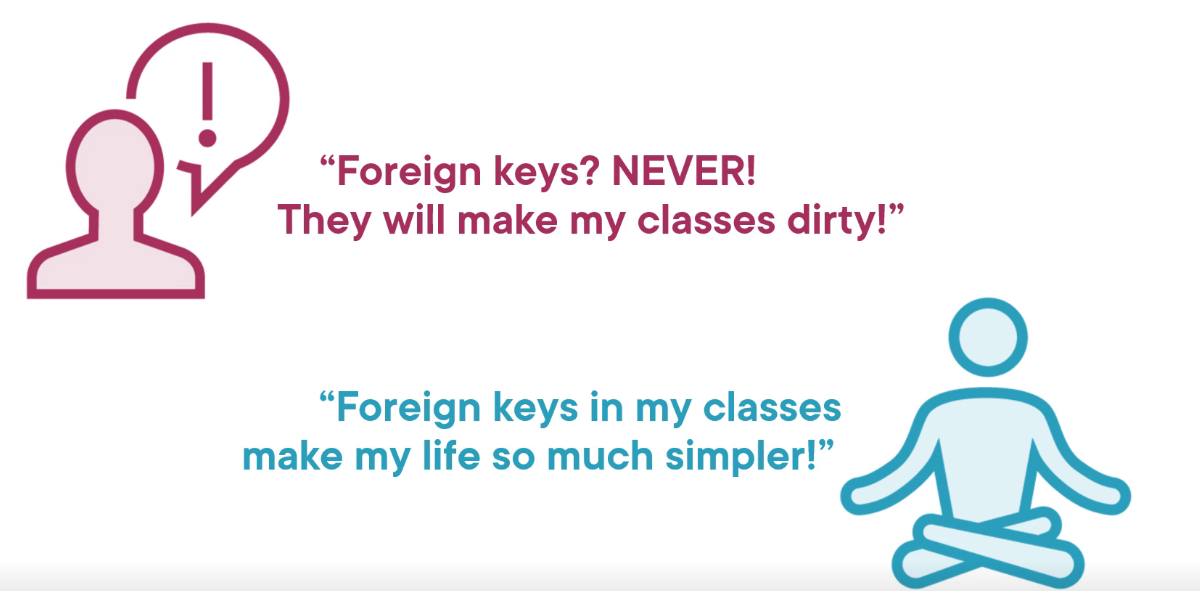 “Foreign keys? NEVER!
They will make my classes dirty!”
“Foreign keys in my classes
make my life so much simpler!”